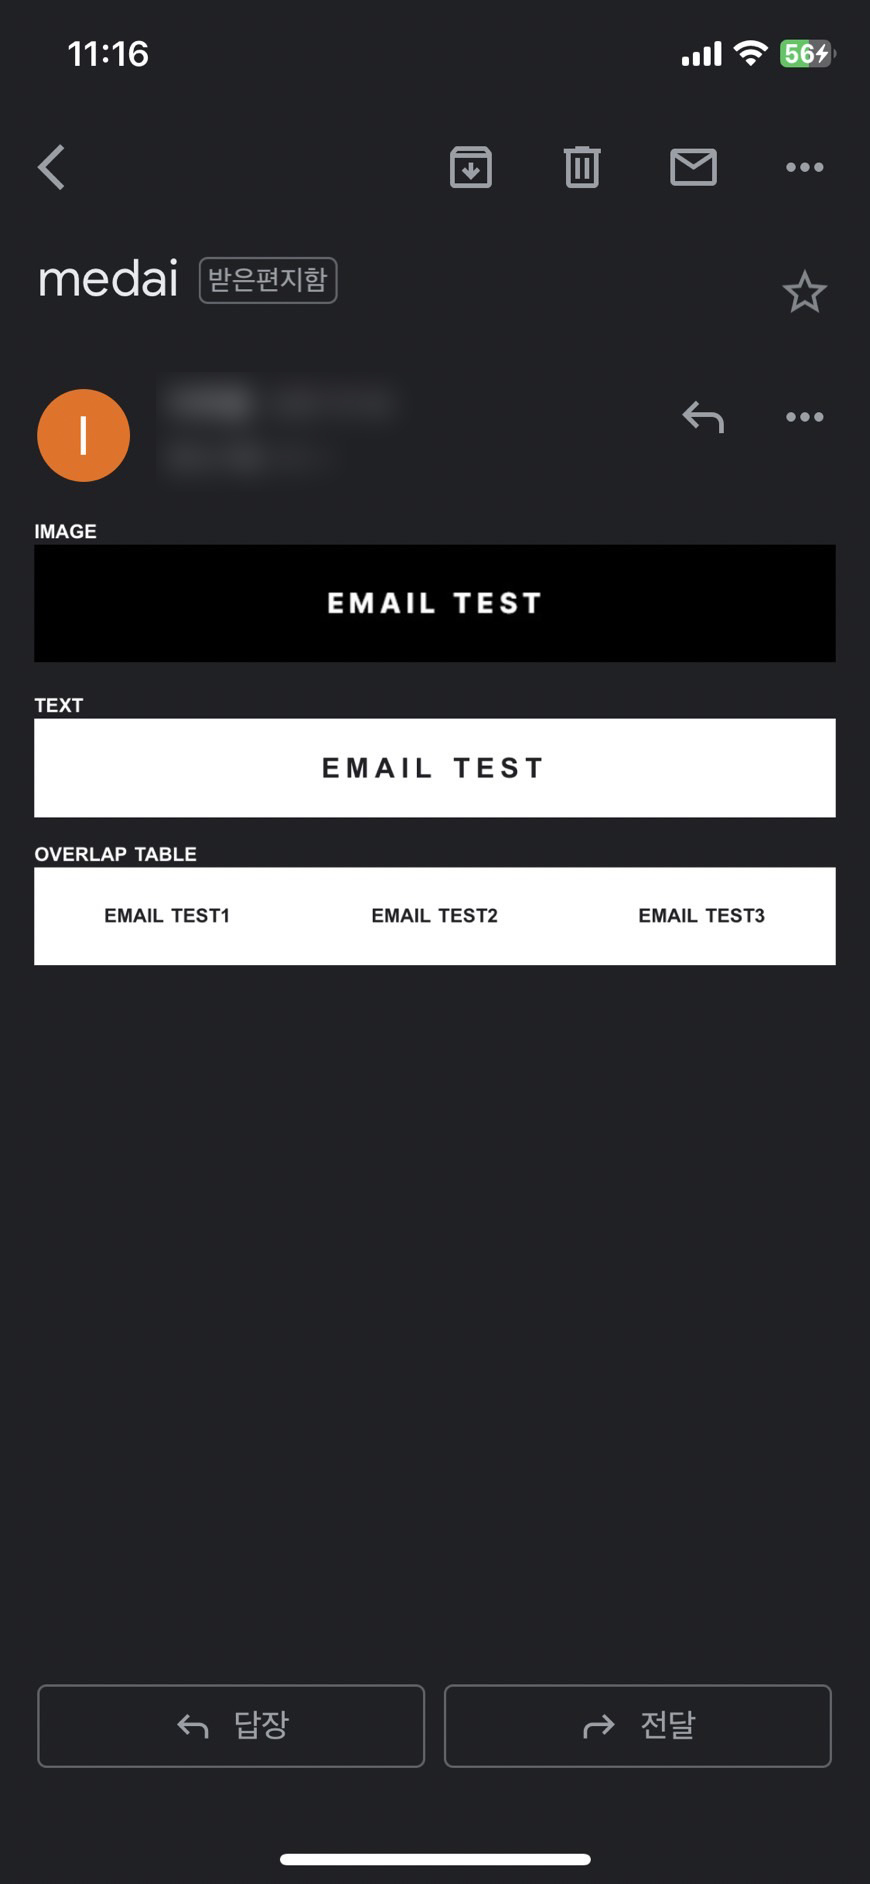 11:16
56
medai 받은편지함
I
IMAGE
EMAIL TEST
TEXT
EMAIL TEST
OVERLAP TABLE
EMAIL TEST1 EMAIL TEST2 EMAIL TEST3
답장 전달